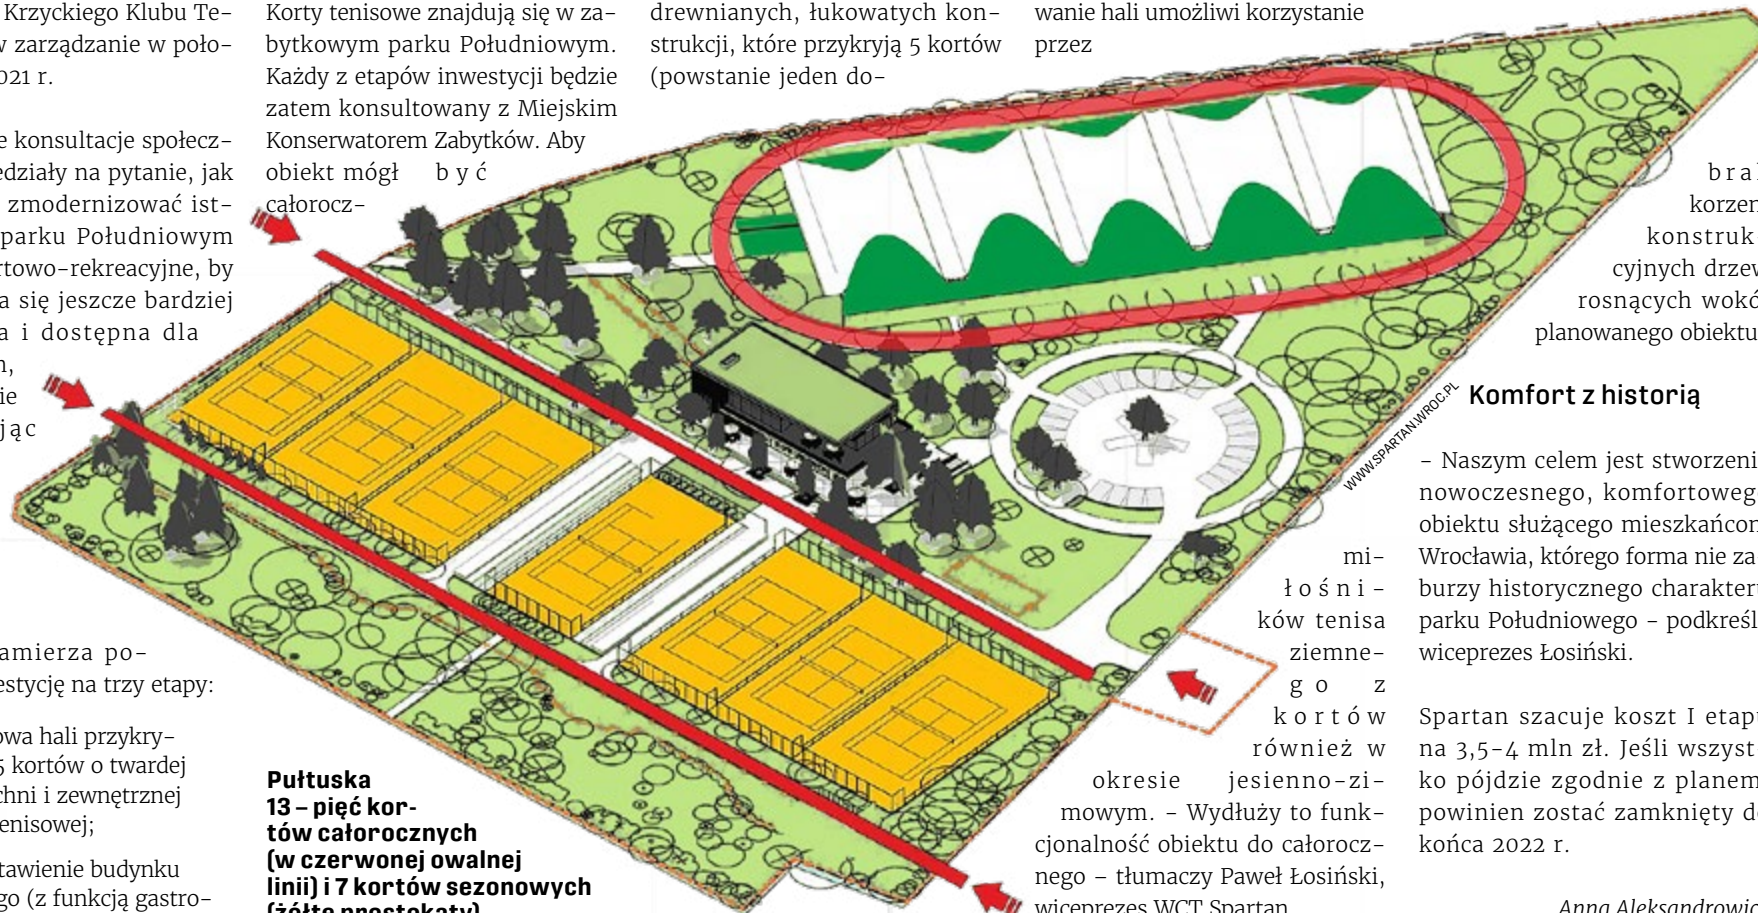 Krzyckiego Klubu Te-
w zarządzanie w poło-
021 r.
e konsultacje społecz-
edziały na pytanie, jak
zmodernizować ist-
parku Południowym
rtowo-rekreacyjne, by
a się jeszcze bardziej
a i dostępna dla
n,
ie
jąc
amierza po-
estycję na trzy etapy:
owa hali przykry-
5 kortów o twardej
chni i zewnętrznej
enisowej;
tawienie budynku
go (z funkcją gastro-
Korty tenisowe znajdują się w za-
bytkowym parku Południowym.
Każdy z etapów inwestycji będzie
zatem konsultowany z Miejskim
Konserwatorem Zabytków. Aby
obiekt mógł być
całorocz-
Pułtuska
13 – pięć kor-
tów całorocznych
(w czerwonej owalnej
linii) i 7 kortów sezonowych
(żółte prostokąty)
drewnianych, łukowatych kon-
strukcji, które przykryją 5 kortów
(powstanie jeden do-
wanie hali umożliwi korzystanie
przez
mi-
łośni-
ków tenisa
ziemne-
go z
kortów
również w
okresie jesienno-zi-
mowym. – Wydłuży to funk-
cjonalność obiektu do całorocz-
nego – tłumaczy Paweł Łosiński,
wiceprezes WCT Spartan
bra
korzen
konstruk-
cyjnych drzew
rosnących wokó
planowanego obiektu
WWW.SPARTAN.WROC.PL
Komfort z historią
– Naszym celem jest stworzeni
nowoczesnego, komfortoweg
obiektu służącego mieszkańcom
Wrocławia, którego forma nie za-
burzy historycznego charakteru
parku Południowego – podkreśl
wiceprezes Łosiński.
Spartan szacuje koszt I etapu
na 3,5-4 mln zł. Jeśli wszyst-
ko pójdzie zgodnie z planem
powinien zostać zamknięty do
końca 2022 r.
Anna Aleksandrowic